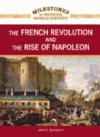 MILESTONES
IN MODERN
WORLD HISTORY
THE FRENCH REVOLUTION
AND
THE RISE OF NAPOLEON